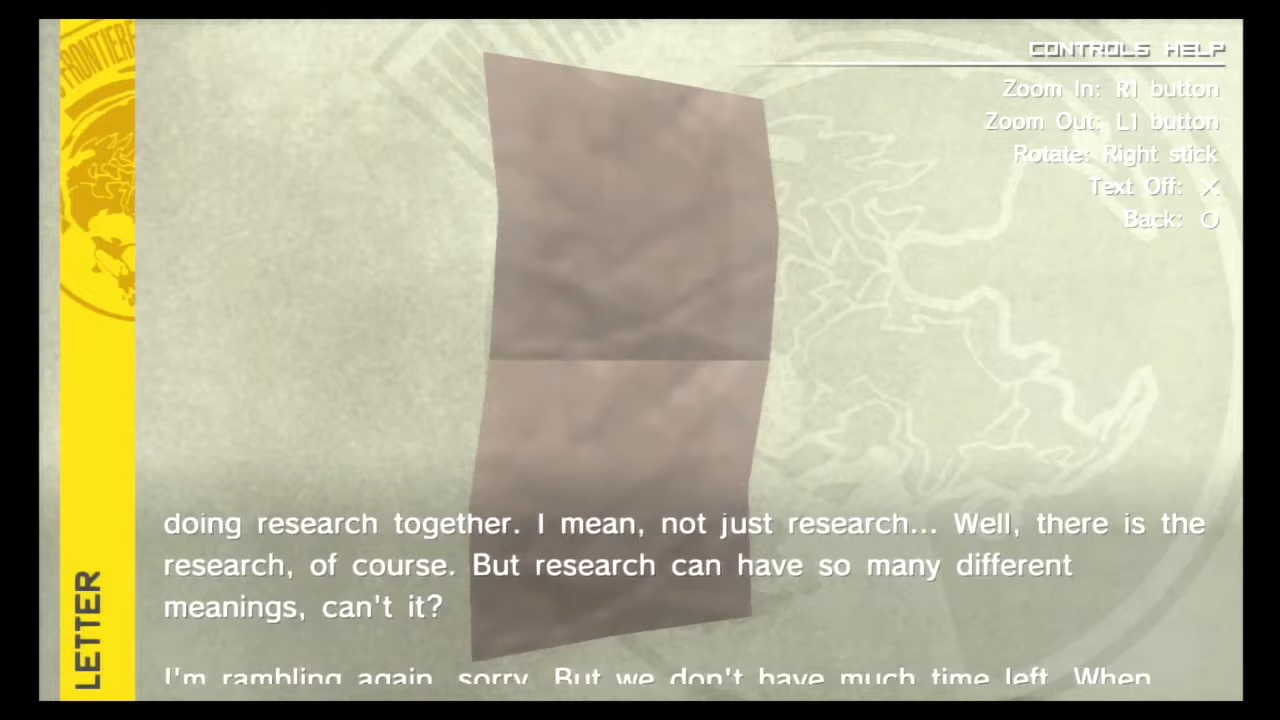 FRONTIERE
CONTROLS HELP
Zoom In: R1 button
Zoom Out: L1 button
Rotate: Right stick
Text Off: ✕
Back: ○
doing research together. I mean, not just research... Well, there is the
research, of course. But research can have so many different
meanings, can't it?
I'm rambling again, sorry. But we don't have much time left. When
LETTER